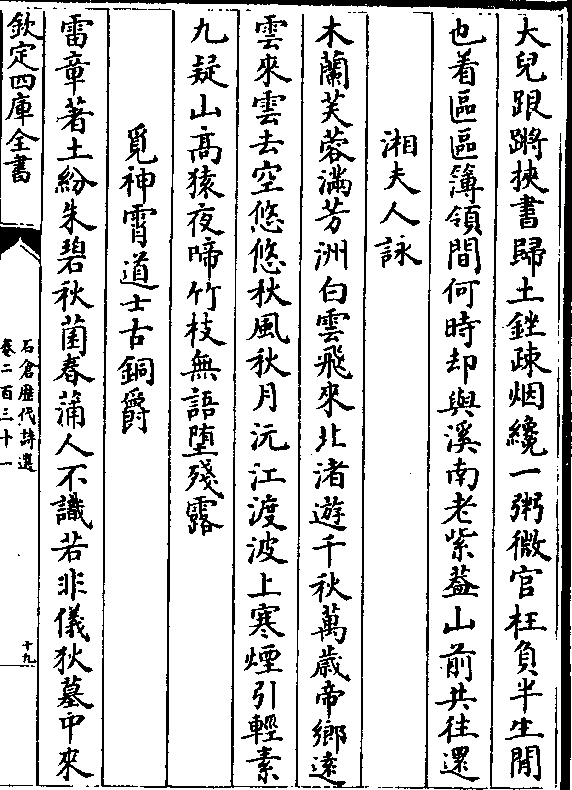 大兒踉蹡挾書歸土銼疎烟纔一粥微官枉負半生閒
也着區區簿領間何時却與溪南老紫葢山前共往還
湘夫人詠
木蘭芙蓉滿芳洲白雲飛來北渚遊千秋萬歲帝鄉遠
雲來雲去空悠悠秋風秋月沅江渡波上寒煙引輕素
九疑山高猿夜啼竹枝無語墮殘露
覓神霄道士古銅爵
雷章著土紛朱碧秋菌春蒲人不識若非儀狄墓中來
欽定四庫全書
石倉歷代詩選
卷二百三十一
十九